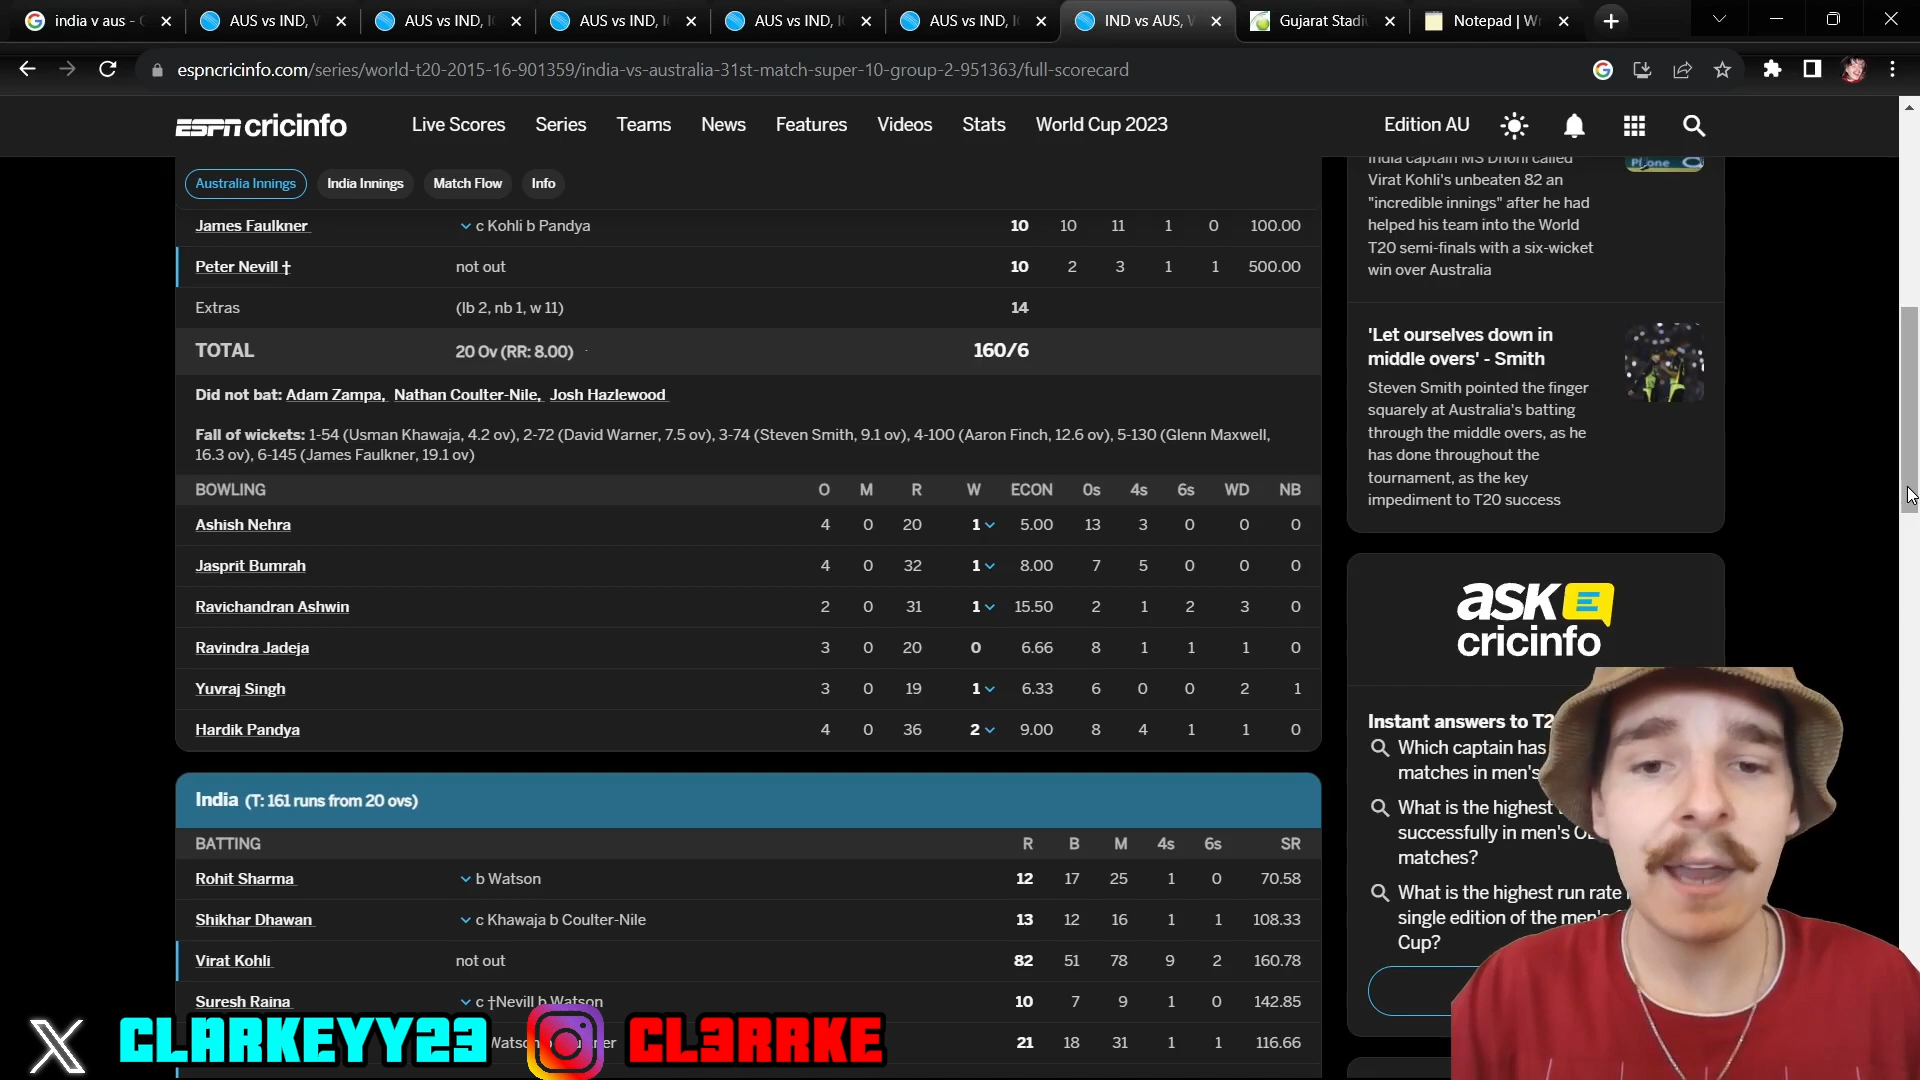 india v aus -
AUS vs IND, W
AUS vs IND, I
AUS vs IND, I
AUS vs IND, I
AUS vs IND, I
IND vs AUS, W
Gujarat Stadi
Notepad | Wr
espncricinfo.com/series/world-t20-2015-16-901359/india-vs-australia-31st-match-super-10-group-2-951363/full-scorecard
ESPN cricinfo
Live Scores Series Teams News Features Videos Stats World Cup 2023 Edition AU
Australia Innings India Innings Match Flow Info
James Faulkner c Kohli b Pandya 10 10 11 1 0 100.00
Peter Nevill † not out 10 2 3 1 1 500.00
Extras (lb 2, nb 1, w 11) 14
TOTAL 20 Ov (RR: 8.00) 160/6
Did not bat: Adam Zampa, Nathan Coulter-Nile, Josh Hazlewood
Fall of wickets: 1-54 (Usman Khawaja, 4.2 ov), 2-72 (David Warner, 7.5 ov), 3-74 (Steven Smith, 9.1 ov), 4-100 (Aaron Finch, 12.6 ov), 5-130 (Glenn Maxwell,
16.3 ov), 6-145 (James Faulkner, 19.1 ov)
BOWLING O M R W ECON 0s 4s 6s WD NB
Ashish Nehra 4 0 20 1 5.00 13 3 0 0 0
Jasprit Bumrah 4 0 32 1 8.00 7 5 0 0 0
Ravichandran Ashwin 2 0 31 1 15.50 2 1 2 3 0
Ravindra Jadeja 3 0 20 0 6.66 8 1 1 1 0
Yuvraj Singh 3 0 19 1 6.33 6 0 0 2 1
Hardik Pandya 4 0 36 2 9.00 8 4 1 1 0
India (T: 161 runs from 20 ovs)
BATTING R B M 4s 6s SR
Rohit Sharma b Watson 12 17 25 1 0 70.58
Shikhar Dhawan c Khawaja b Coulter-Nile 13 12 16 1 1 108.33
Virat Kohli not out 82 51 78 9 2 160.78
Suresh Raina c †Nevill b Watson 10 7 9 1 0 142.85
21 18 31 1 1 116.66
CLARKEYY23 CL3RRKE
India captain MS Dhoni called
Virat Kohli's unbeaten 82 an
"incredible innings" after he had
helped his team into the World
T20 semi-finals with a six-wicket
win over Australia
'Let ourselves down in
middle overs' - Smith
Steven Smith pointed the finger
squarely at Australia's batting
through the middle overs, as he
has done throughout the
tournament, as the key
impediment to T20 success
ASK
cricinfo
Instant answers to T2
Which captain has
matches in men's
What is the highest
successfully in men's
matches?
What is the highest run rate
single edition of the men's
Cup?